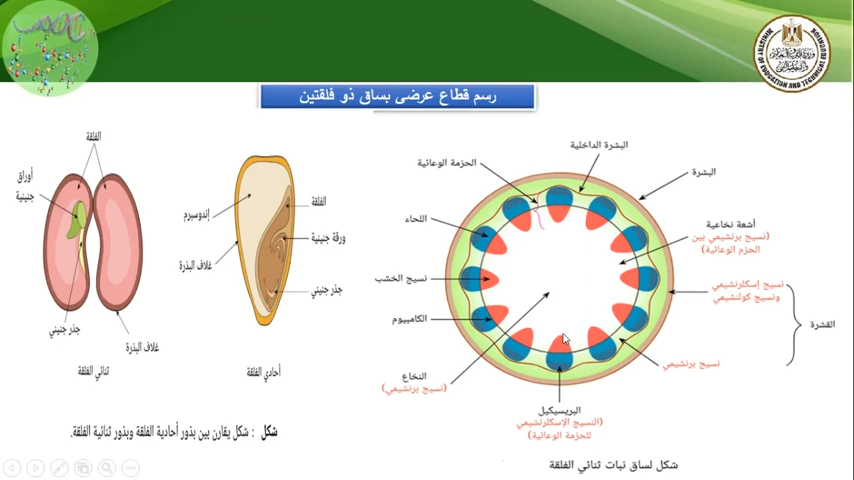 رسم قطاع عرضى بساق ذو فلقتين
الفلقة
أوراق
جنينية
جذر جنيني
غلاف البذرة
ثنائي الفلقة
إندوسبرم
غلاف البذرة
الفلقة
ورقة جنينية
جذر جنيني
أحادي الفلقة
شكل : شكل يقارن بين بذور أحادية الفلقة وبذور ثنائية الفلقة.
البشرة الداخلية
الحزمة الوعائية
البشرة
اللحاء
أشعة نخاعية
(نسيج برنشيمي بين
الحزم الوعائية)
نسيج الخشب
نسيج إسكلرنشيمي
ونسيج كولنشيمي
القشرة
الكامبيوم
نسيج برنشيمي
النخاع
(نسيج برنشيمي)
البريسيكيل
(النسيج الإسكلرنشيمي
للحزمة الوعائية)
شكل لساق نبات ثنائي الفلقة
MINISTRY OF EDUCATION AND TECHNICAL EDUCATION